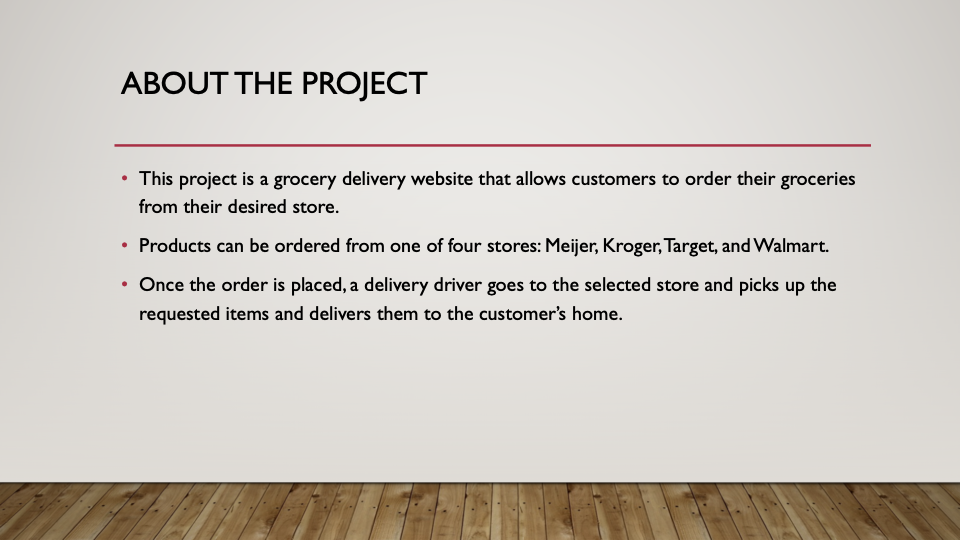 ABOUT THE PROJECT
• This project is a grocery delivery website that allows customers to order their groceries
from their desired store.
• Products can be ordered from one of four stores: Meijer, Kroger, Target, and Walmart.
• Once the order is placed, a delivery driver goes to the selected store and picks up the
requested items and delivers them to the customer’s home.